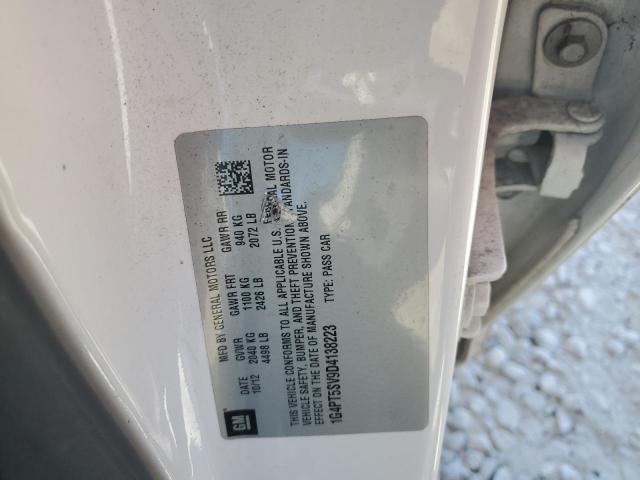 GM
MFD BY GENERAL MOTORS LLC
DATE GVWR GAWR FRT GAWR RR
10/12 2040 KG 1100 KG 940 KG
4498 LB 2426 LB 2072 LB
THIS VEHICLE CONFORMS TO ALL APPLICABLE U.S. FEDERAL MOTOR
VEHICLE SAFETY, BUMPER, AND THEFT PREVENTION STANDARDS IN
EFFECT ON THE DATE OF MANUFACTURE SHOWN ABOVE.
1G4PT5SV9D4138223 TYPE: PASS CAR